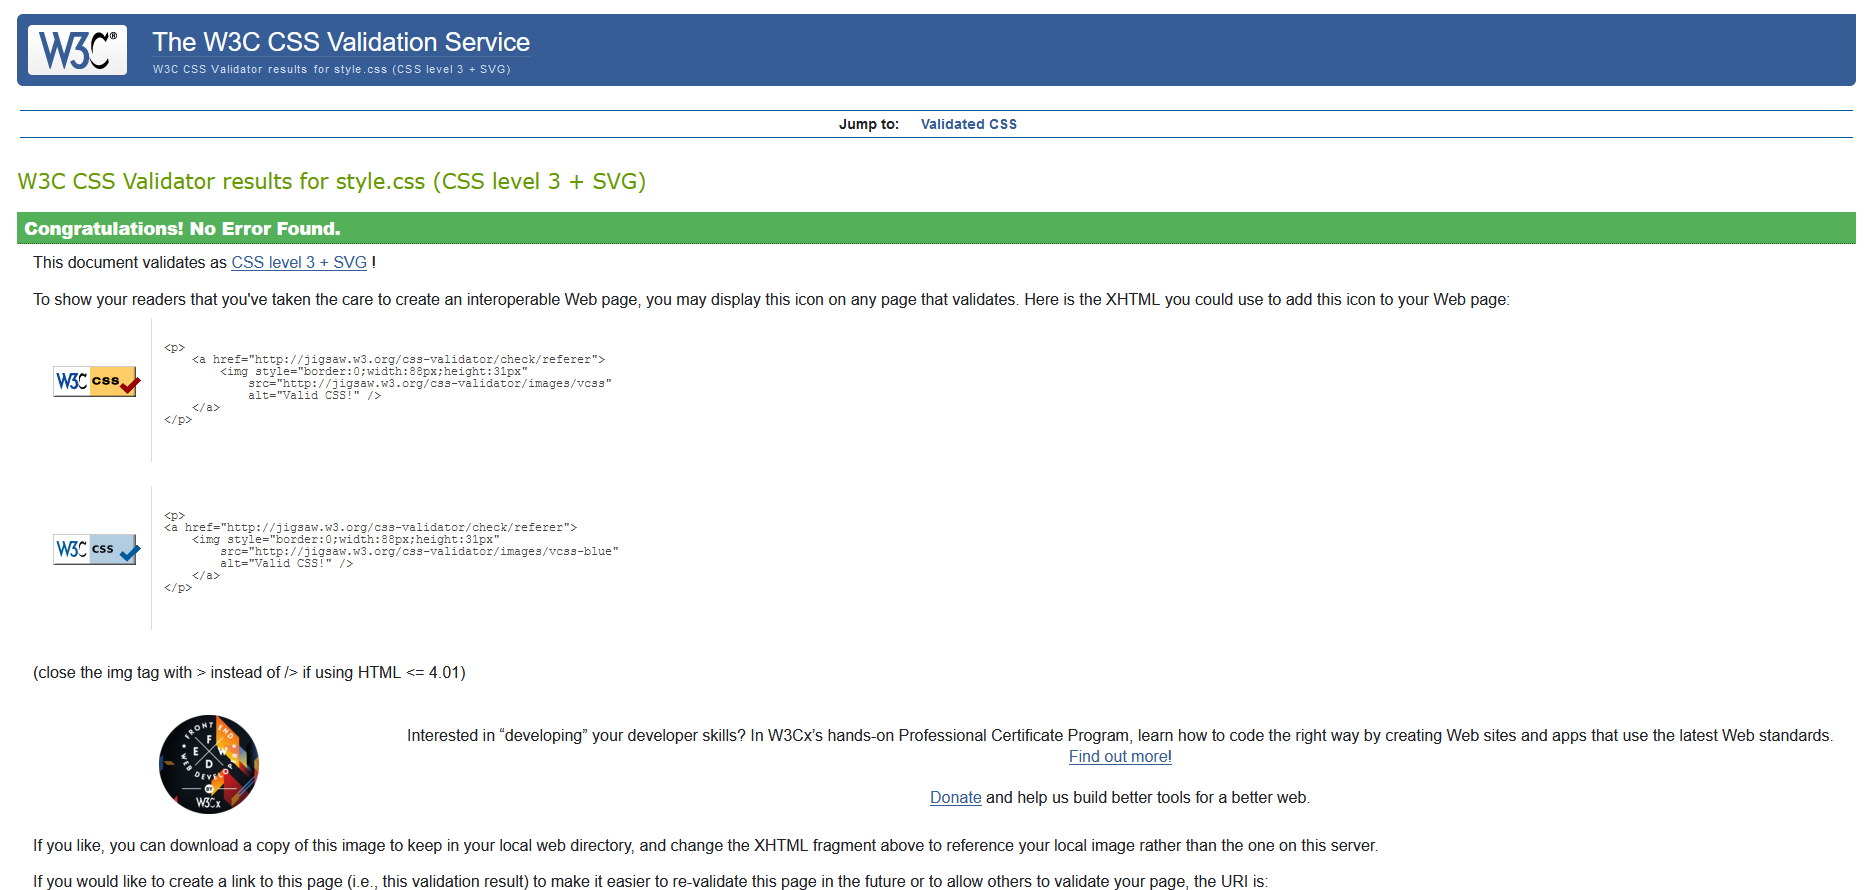 W3C®
The W3C CSS Validation Service
W3C CSS Validator results for style.css (CSS level 3 + SVG)
Jump to: Validated CSS
W3C CSS Validator results for style.css (CSS level 3 + SVG)
Congratulations! No Error Found.
This document validates as CSS level 3 + SVG !
To show your readers that you've taken the care to create an interoperable Web page, you may display this icon on any page that validates. Here is the XHTML you could use to add this icon to your Web page:
W3C css
<p>
<a href="http://jigsaw.w3.org/css-validator/check/referer">
<img style="border:0;width:88px;height:31px"
src="http://jigsaw.w3.org/css-validator/images/vcss"
alt="Valid CSS!" />
</a>
</p>
W3C css
<p>
<a href="http://jigsaw.w3.org/css-validator/check/referer">
<img style="border:0;width:88px;height:31px"
src="http://jigsaw.w3.org/css-validator/images/vcss-blue"
alt="Valid CSS!" />
</a>
</p>
(close the img tag with > instead of /> if using HTML <= 4.01)
FRONT END
F
E W
D
WEB DEVELOPER
BY
W3Cx
Interested in “developing” your developer skills? In W3Cx’s hands-on Professional Certificate Program, learn how to code the right way by creating Web sites and apps that use the latest Web standards.
Find out more!
Donate and help us build better tools for a better web.
If you like, you can download a copy of this image to keep in your local web directory, and change the XHTML fragment above to reference your local image rather than the one on this server.
If you would like to create a link to this page (i.e., this validation result) to make it easier to re-validate this page in the future or to allow others to validate your page, the URI is: